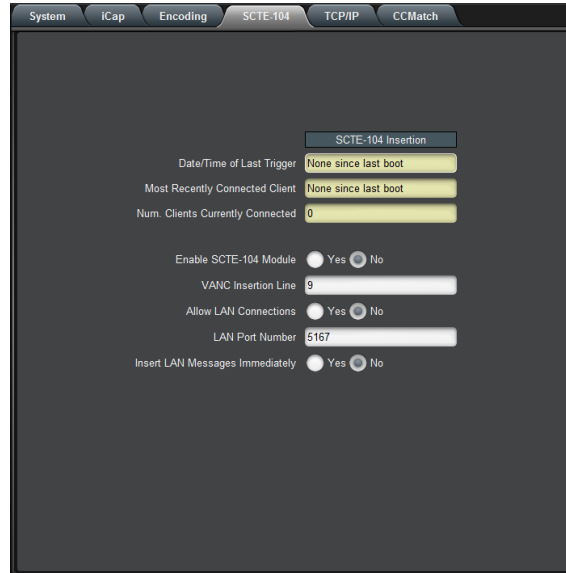 System iCap Encoding SCTE-104 TCP/IP CCMatch
SCTE-104 Insertion
Date/Time of Last Trigger None since last boot
Most Recently Connected Client None since last boot
Num. Clients Currently Connected 0
Enable SCTE-104 Module Yes No
VANC Insertion Line 9
Allow LAN Connections Yes No
LAN Port Number 5167
Insert LAN Messages Immediately Yes No